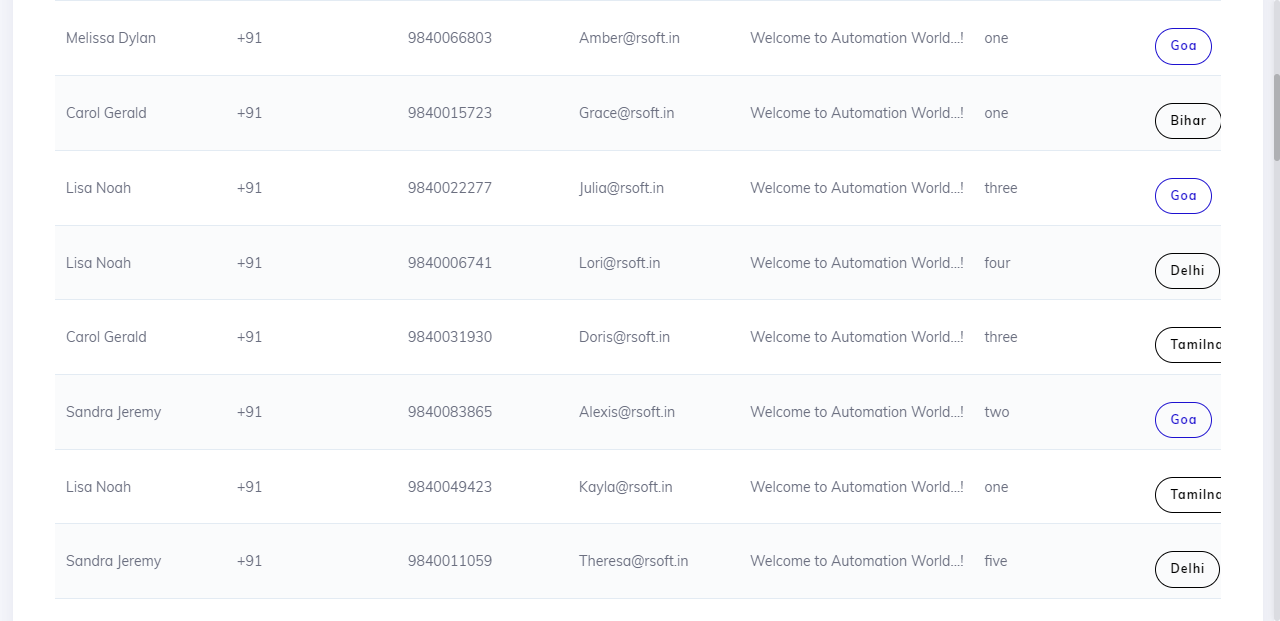 Melissa Dylan +91 9840066803 Amber@rsoft.in Welcome to Automation World...! one Goa
Carol Gerald +91 9840015723 Grace@rsoft.in Welcome to Automation World...! one Bihar
Lisa Noah +91 9840022277 Julia@rsoft.in Welcome to Automation World...! three Goa
Lisa Noah +91 9840006741 Lori@rsoft.in Welcome to Automation World...! four Delhi
Carol Gerald +91 9840031930 Doris@rsoft.in Welcome to Automation World...! three Tamilna
Sandra Jeremy +91 9840083865 Alexis@rsoft.in Welcome to Automation World...! two Goa
Lisa Noah +91 9840049423 Kayla@rsoft.in Welcome to Automation World...! one Tamilna
Sandra Jeremy +91 9840011059 Theresa@rsoft.in Welcome to Automation World...! five Delhi